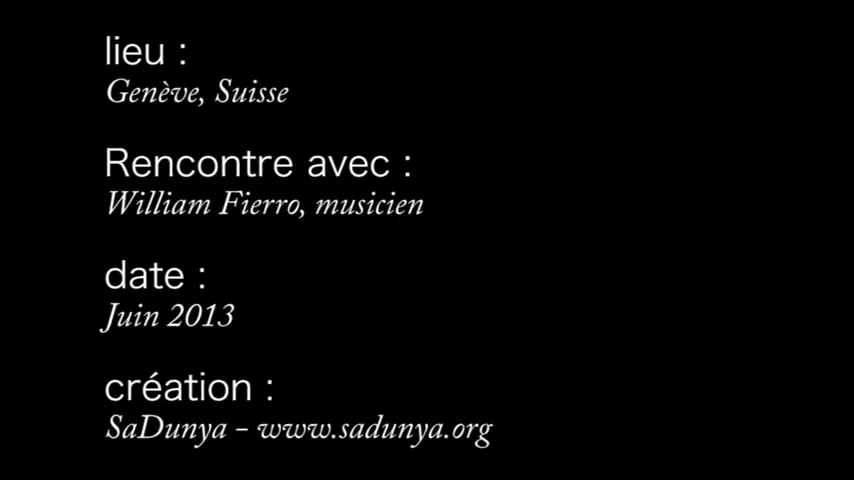 lieu :
Genève, Suisse
Rencontre avec :
William Fierro, musicien
date :
Juin 2013
création :
SaDunya - www.sadunya.org